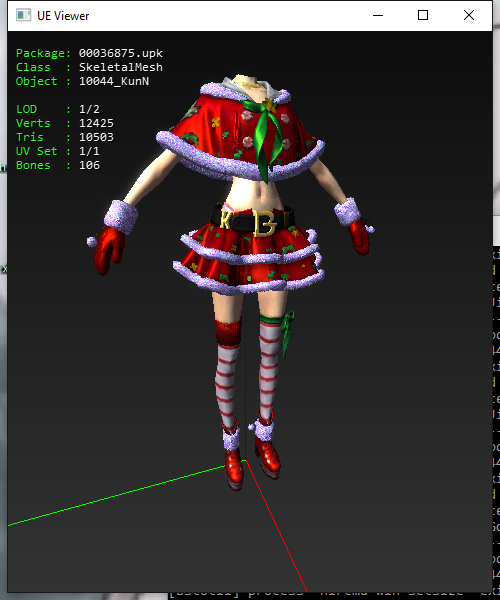 UE Viewer
Package: 00036875.upk
Class : SkeletalMesh
Object : 10044_KunN
LOD : 1/2
Verts : 12425
Tris : 10503
UV Set : 1/1
Bones : 106
K B